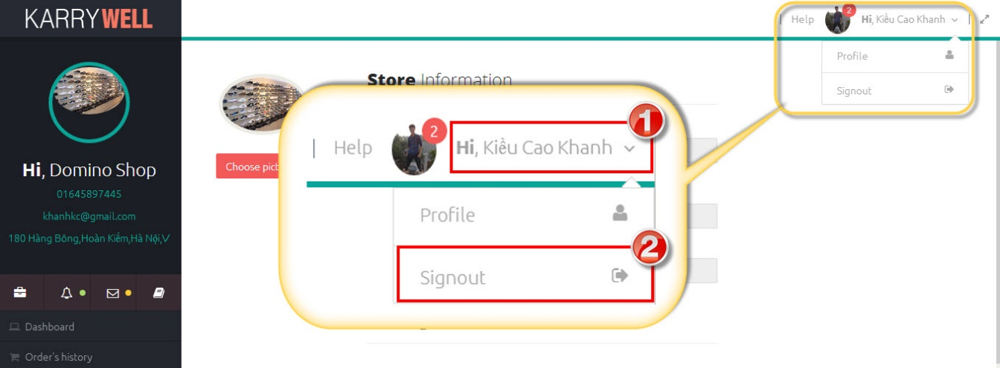 KARRYWELL
Hi, Domino Shop
01645897445
khanhkc@gmail.com
180 Hàng Bông,Hoàn Kiếm,Hà Nội,V
Dashboard
Order's history
| Help 2 Hi, Kiều Cao Khanh |
Profile
Signout
Store Information
Choose pict
| Help 2 Hi, Kiều Cao Khanh 1
Profile
Signout 2